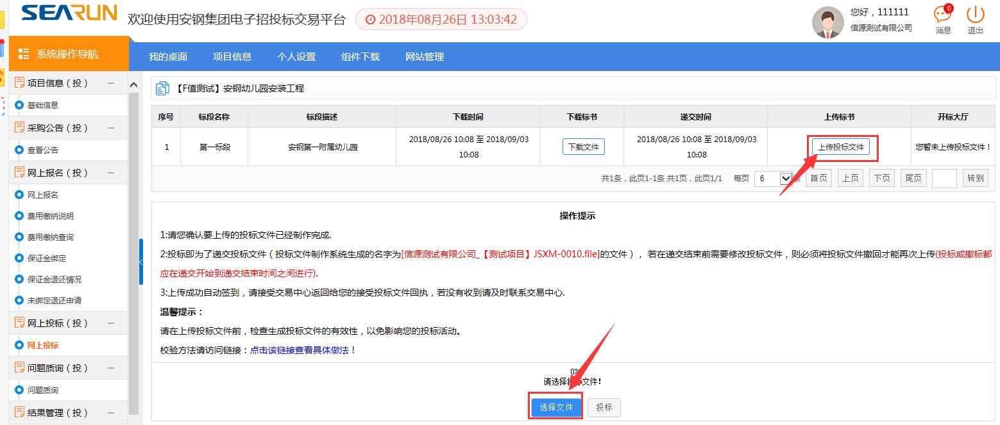 SEARUN
欢迎使用安钢集团电子招投标交易平台
2018年08月26日 13:03:42
您好，111111
信源测试有限公司
0
消息
退出
系统操作导航
我的桌面
项目信息
个人设置
组件下载
网站管理
项目信息（投）
基础信息
采购公告（投）
查看公告
网上报名（投）
网上报名
费用缴纳说明
费用缴纳查询
保证金绑定
保证金退还情况
未绑定退还申请
网上投标（投）
网上投标
问题质询（投）
问题质询
结果管理（投）
【F值测试】安钢幼儿园安装工程
序号 标段名称 标段描述 下载时间 下载标书 递交时间 上传标书 开标大厅
1 第一标段 安钢第一附属幼儿园 2018/08/26 10:08 至 2018/09/03 10:08 下载文件 2018/08/26 10:08 至 2018/09/03 10:08 上传投标文件 您暂未上传投标文件！
共1条，此页1-1条 共1页，此页1/1 每页 6 首页 上页 下页 尾页 转到
操作提示
1:请您确认要上传的投标文件已经制作完成.
2:投标即为了递交投标文件（投标文件制作系统生成的名字为[信源测试有限公司_【测试项目】JSXM-0010.file]的文件），若在递交结束前需要修改投标文件，则必须将投标文件撤回才能再次上传(投标或撤标都
应在递交开始到递交结束时间之间进行).
3:上传成功自动签到，请接受交易中心返回给您的接受投标文件回执，若没有收到请及时联系交易中心.
温馨提示：
请在上传投标文件前，检查生成投标文件的有效性，以免影响您的投标活动。
校验方法请访问链接：点击该链接查看具体做法！
0%
请选择投标文件!
选择文件
投标